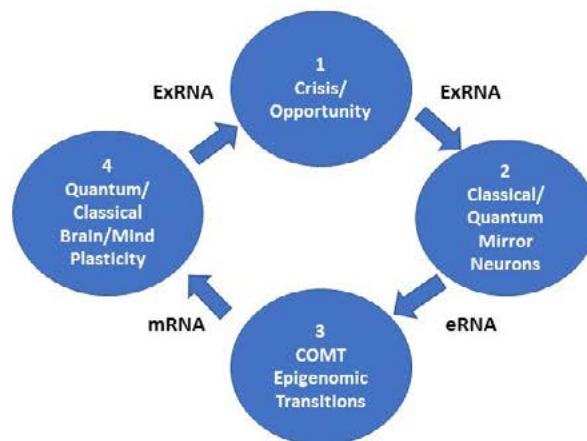 1
Crisis/
Opportunity
ExRNA
ExRNA
2
Classical/
Quantum
Mirror
Neurons
eRNA
3
COMT
Epigenomic
Transitions
mRNA
4
Quantum/
Classical
Brain/Mind
Plasticity